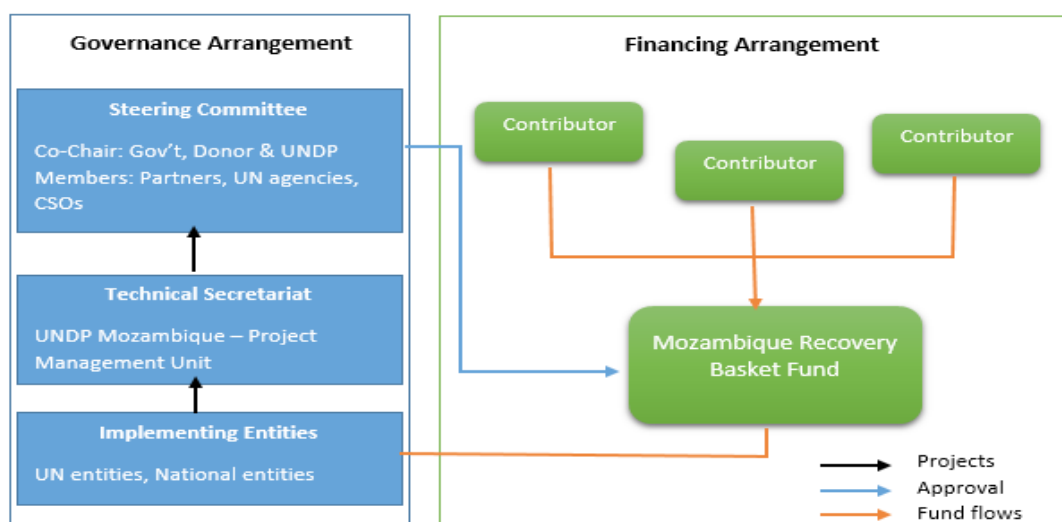 Governance Arrangement
Steering Committee
Co-Chair: Gov’t, Donor & UNDP
Members: Partners, UN agencies,
CSOs
Technical Secretariat
UNDP Mozambique – Project
Management Unit
Implementing Entities
UN entities, National entities
Financing Arrangement
Contributor
Contributor
Contributor
Mozambique Recovery
Basket Fund
Projects
Approval
Fund flows